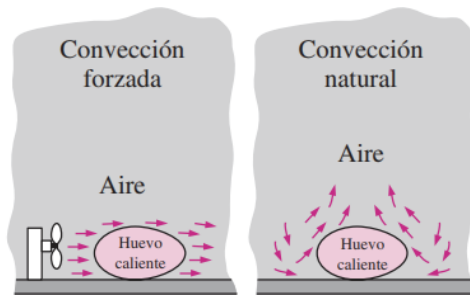 Convección
forzada
Aire
Huevo
caliente
Convección
natural
Aire
Huevo
caliente